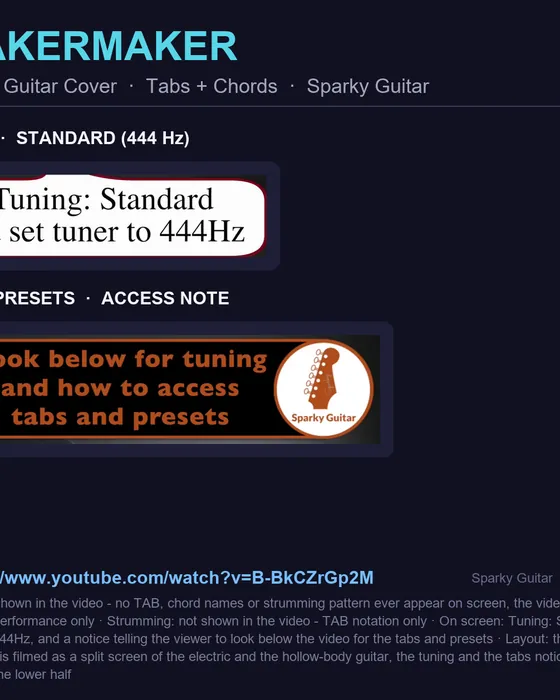 AKERMAKER
Guitar Cover · Tabs + Chords · Sparky Guitar
· STANDARD (444 Hz)
Tuning: Standard
set tuner to 444Hz
PRESETS · ACCESS NOTE
ook below for tuning
and how to access
tabs and presets
Sparky Guitar
/www.youtube.com/watch?v=B-BkCZrGp2M
Sparky Guitar
hown in the video - no TAB, chord names or strumming pattern ever appear on screen, the vide
erformance only · Strumming: not shown in the video - TAB notation only · On screen: Tuning: S
44Hz, and a notice telling the viewer to look below the video for the tabs and presets · Layout: th
is filmed as a split screen of the electric and the hollow-body guitar, the tuning and the tabs notic
he lower half